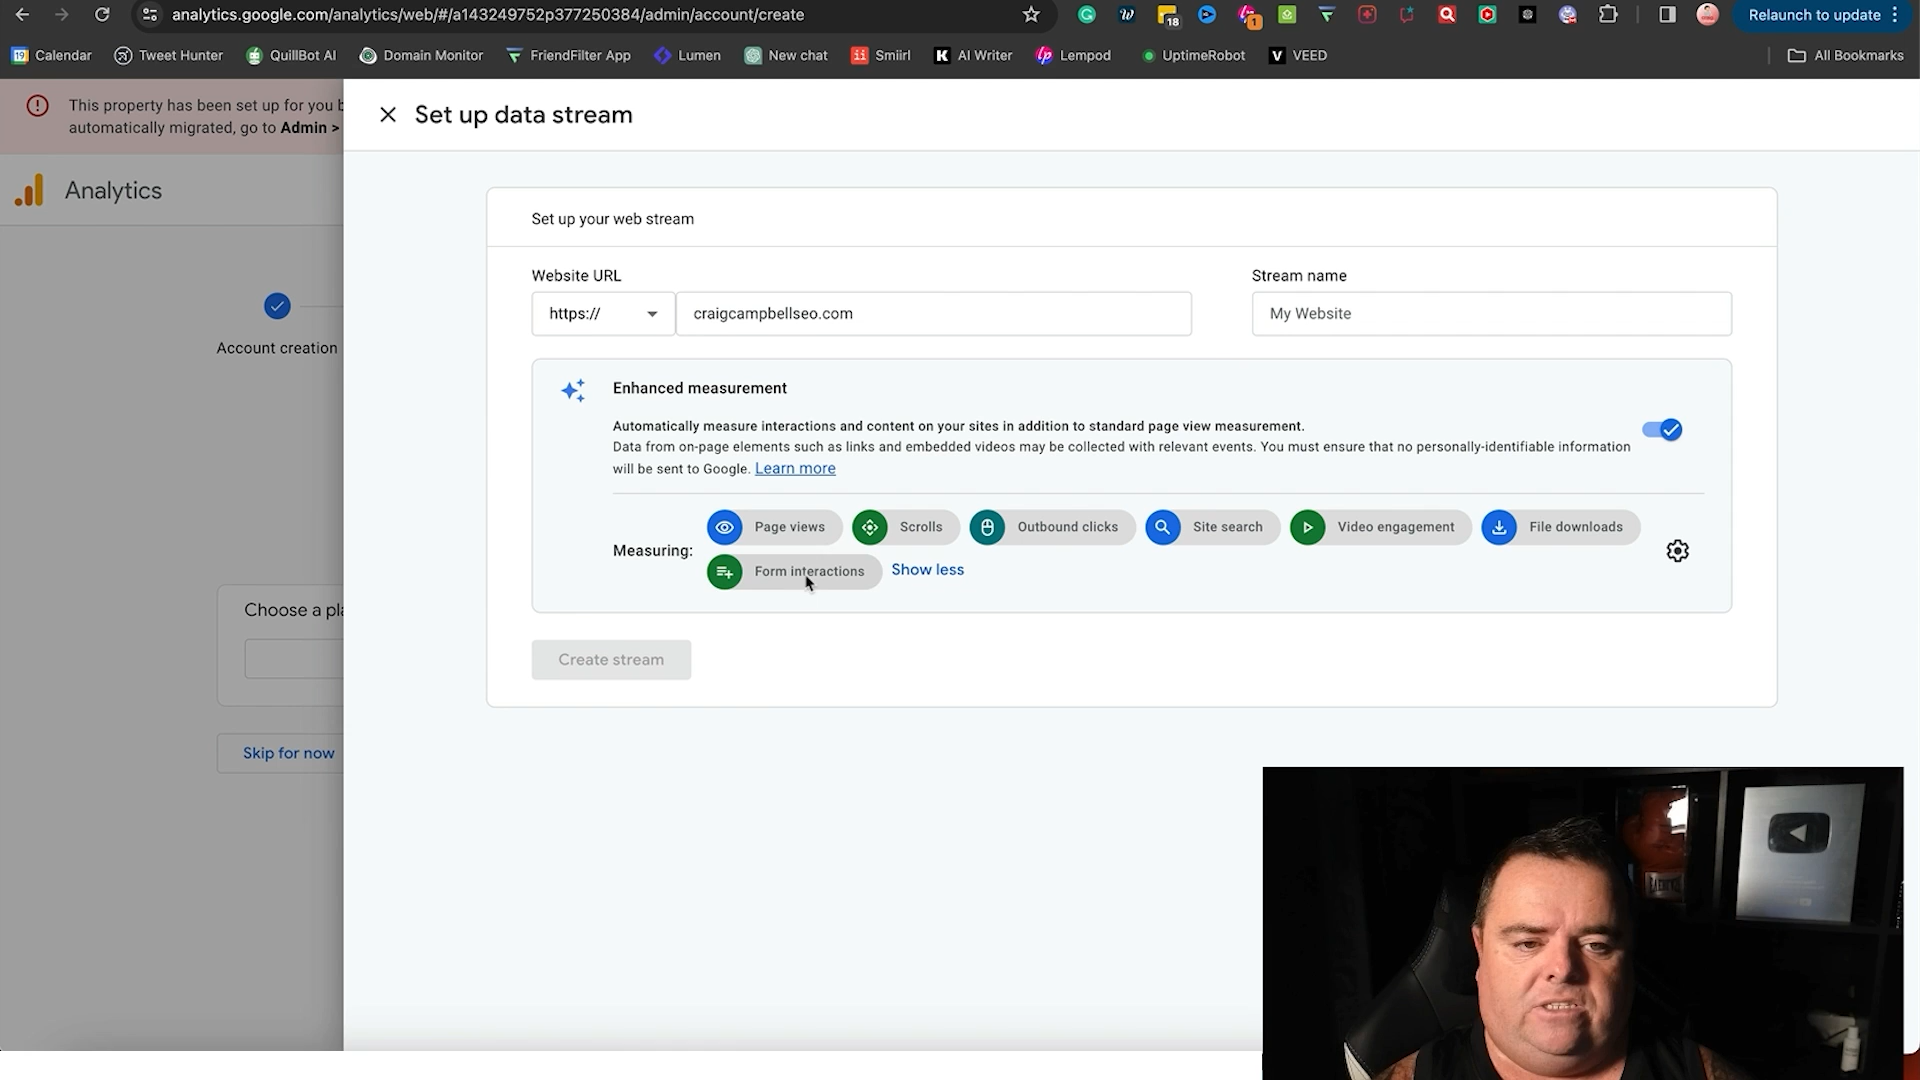 analytics.google.com/analytics/web/#/a143249752p377250384/admin/account/create
18
1
Relaunch to update
19
Calendar
Tweet Hunter
QuillBot AI
Domain Monitor
FriendFilter App
Lumen
New chat
Smiirl
AI Writer
Lempod
UptimeRobot
VEED
All Bookmarks
This property has been set up for you b
automatically migrated, go to Admin >
Analytics
Account creation
Choose a pla
Skip for now
Set up data stream
Set up your web stream
Website URL
Stream name
https://
craigcampbellseo.com
My Website
Enhanced measurement
Automatically measure interactions and content on your sites in addition to standard page view measurement.
Data from on-page elements such as links and embedded videos may be collected with relevant events. You must ensure that no personally-identifiable information
will be sent to Google. Learn more
Measuring:
Page views
Scrolls
Outbound clicks
Site search
Video engagement
File downloads
Form interactions
Show less
Create stream